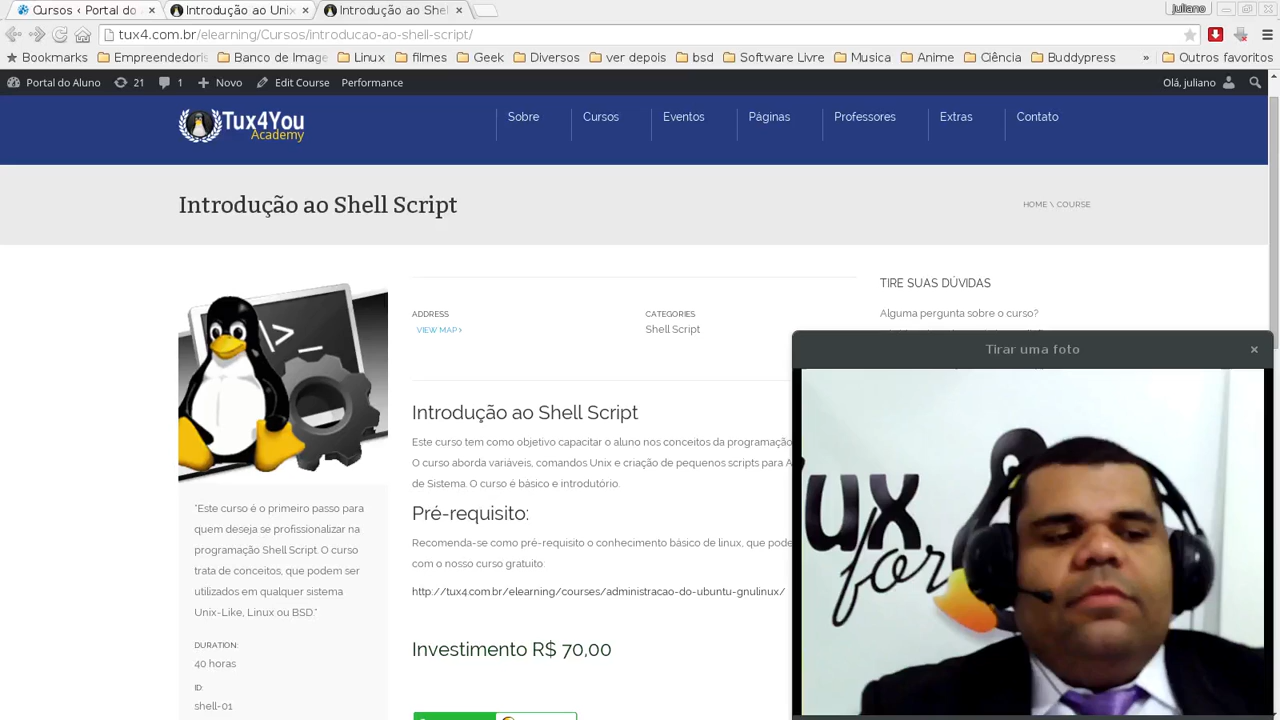 Cursos ‹ Portal do
Introdução ao Unix
Introdução ao She
juliano
tux4.com.br/elearning/Cursos/introducao-ao-shell-script/
Bookmarks
Empreendedoris
Banco de Image
Linux
filmes
Geek
Diversos
ver depois
bsd
Software Livre
Musica
Anime
Ciência
Buddypress
»
Outros favoritos
Portal do Aluno
21
1
Novo
Edit Course
Performance
Olá, juliano
Tux4You
Academy
Sobre
Cursos
Eventos
Páginas
Professores
Extras
Contato
Introdução ao Shell Script
HOME \ COURSE
ADDRESS
VIEW MAP ›
CATEGORIES
Shell Script
TIRE SUAS DÚVIDAS
Alguma pergunta sobre o curso?
Tirar uma foto
>_
Introdução ao Shell Script
Este curso tem como objetivo capacitar o aluno nos conceitos da programação
O curso aborda variáveis, comandos Unix e criação de pequenos scripts para A
de Sistema. O curso é básico e introdutório.
Pré-requisito:
Recomenda-se como pré-requisito o conhecimento básico de linux, que pode
com o nosso curso gratuito:
http://tux4.com.br/elearning/courses/administracao-do-ubuntu-gnulinux/
Investimento R$ 70,00
"Este curso é o primeiro passo para
quem deseja se profissionalizar na
programação Shell Script. O curso
trata de conceitos, que podem ser
utilizados em qualquer sistema
Unix-Like, Linux ou BSD."
DURATION:
40 horas
ID:
shell-01
ux
for